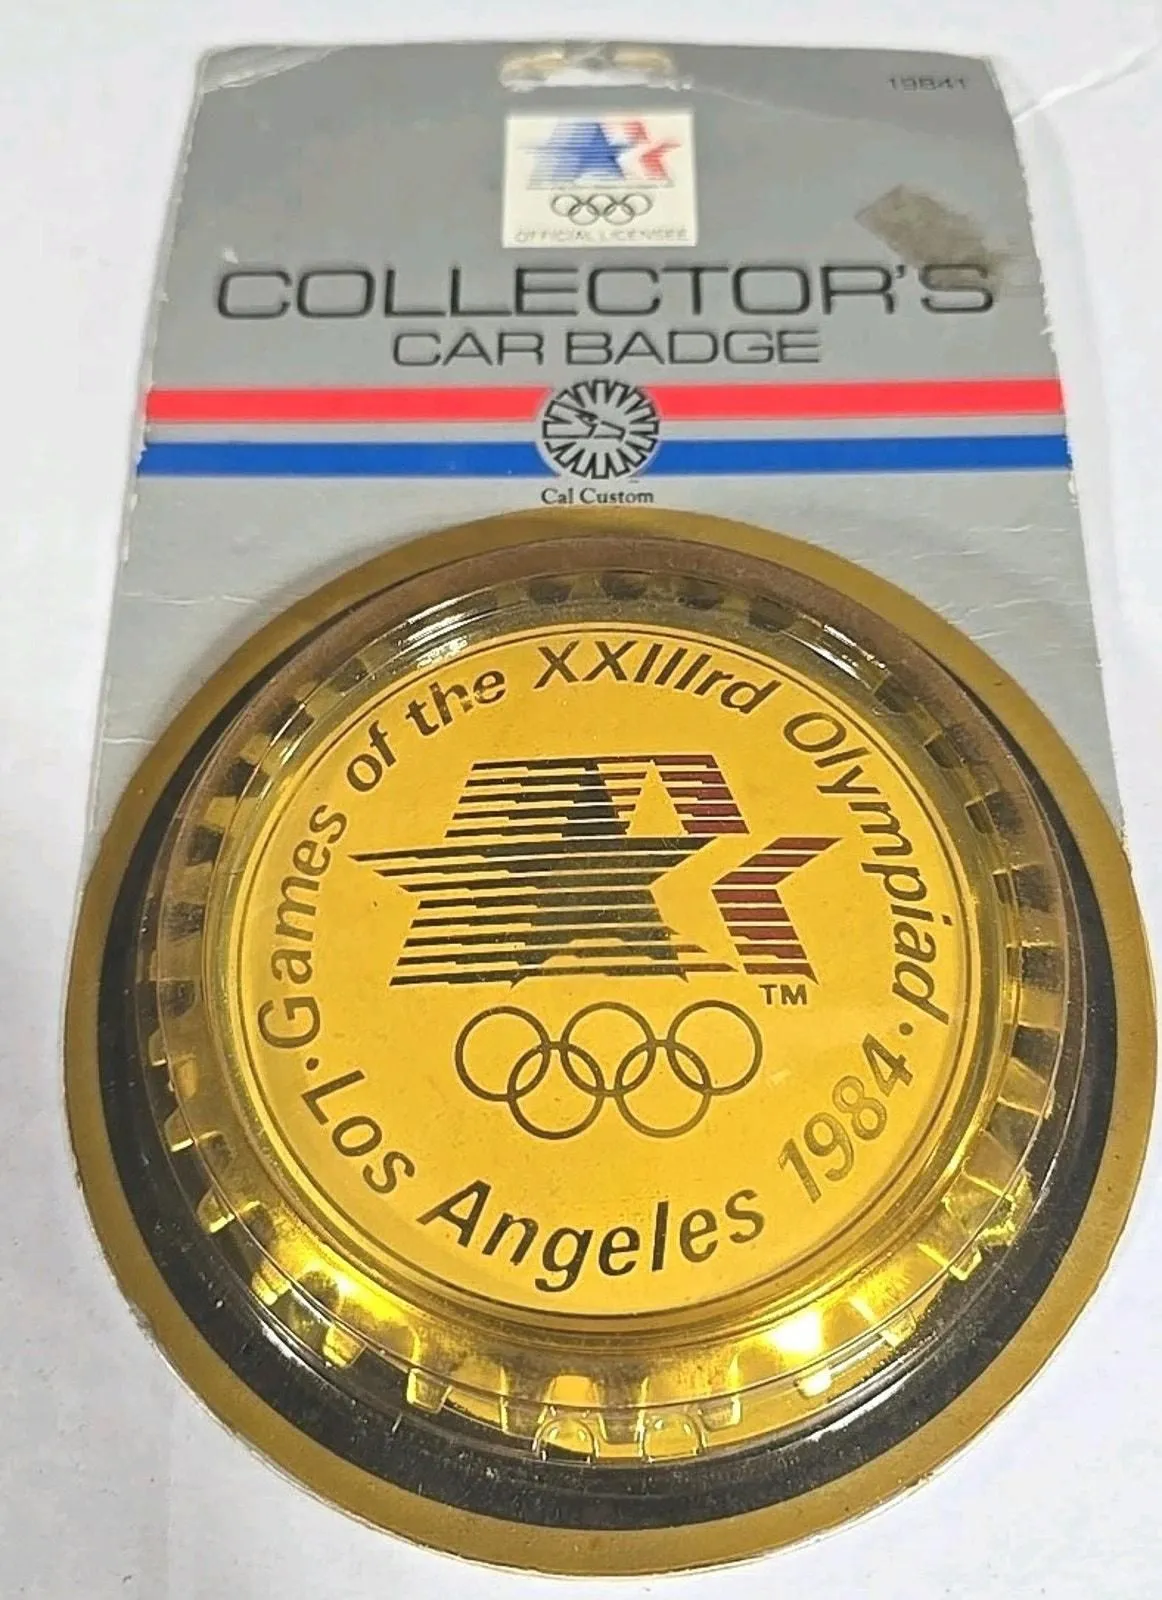 19841
OFFICIAL LICENSEE
COLLECTOR'S
CAR BADGE
Cal Custom
Games of the XXIIIrd Olympiad
TM
Los Angeles 1984